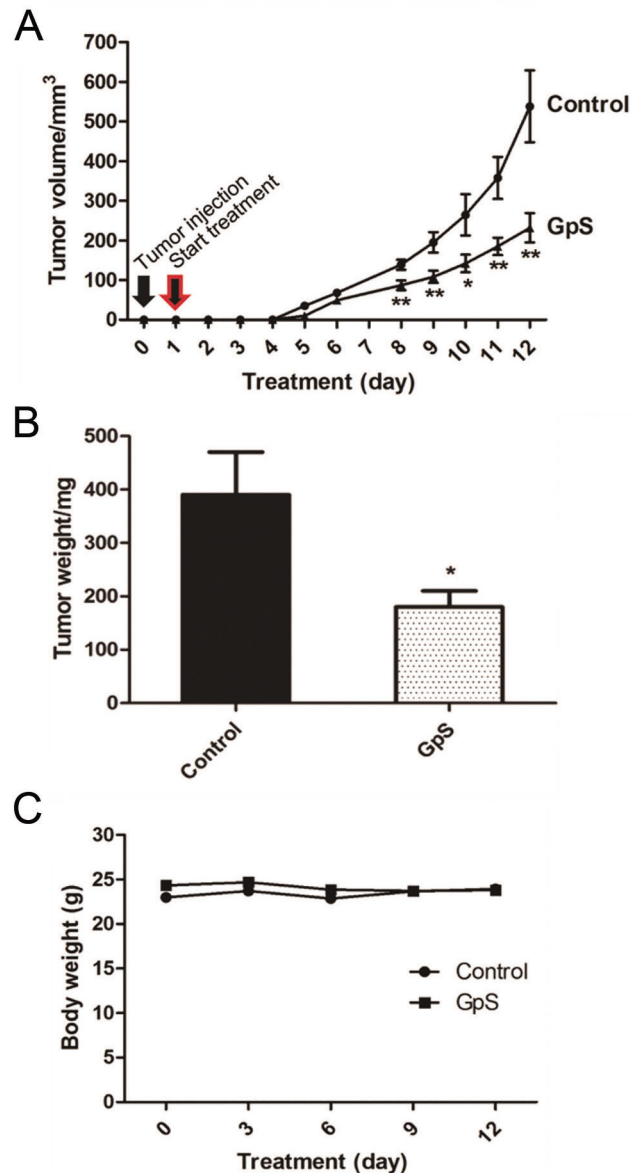 A
700
600
500
400
300
200
100
0
Tumor volume/mm³
Tumor injection
Start treatment
Control
GpS
**
**
*
**
**
0 1 2 3 4 5 6 7 8 9 10 11 12
Treatment (day)
B
500
400
300
200
100
0
Tumor weight/mg
*
Control
GpS
C
30
25
20
15
10
5
0
Body weight (g)
Control
GpS
0 3 6 9 12
Treatment (day)